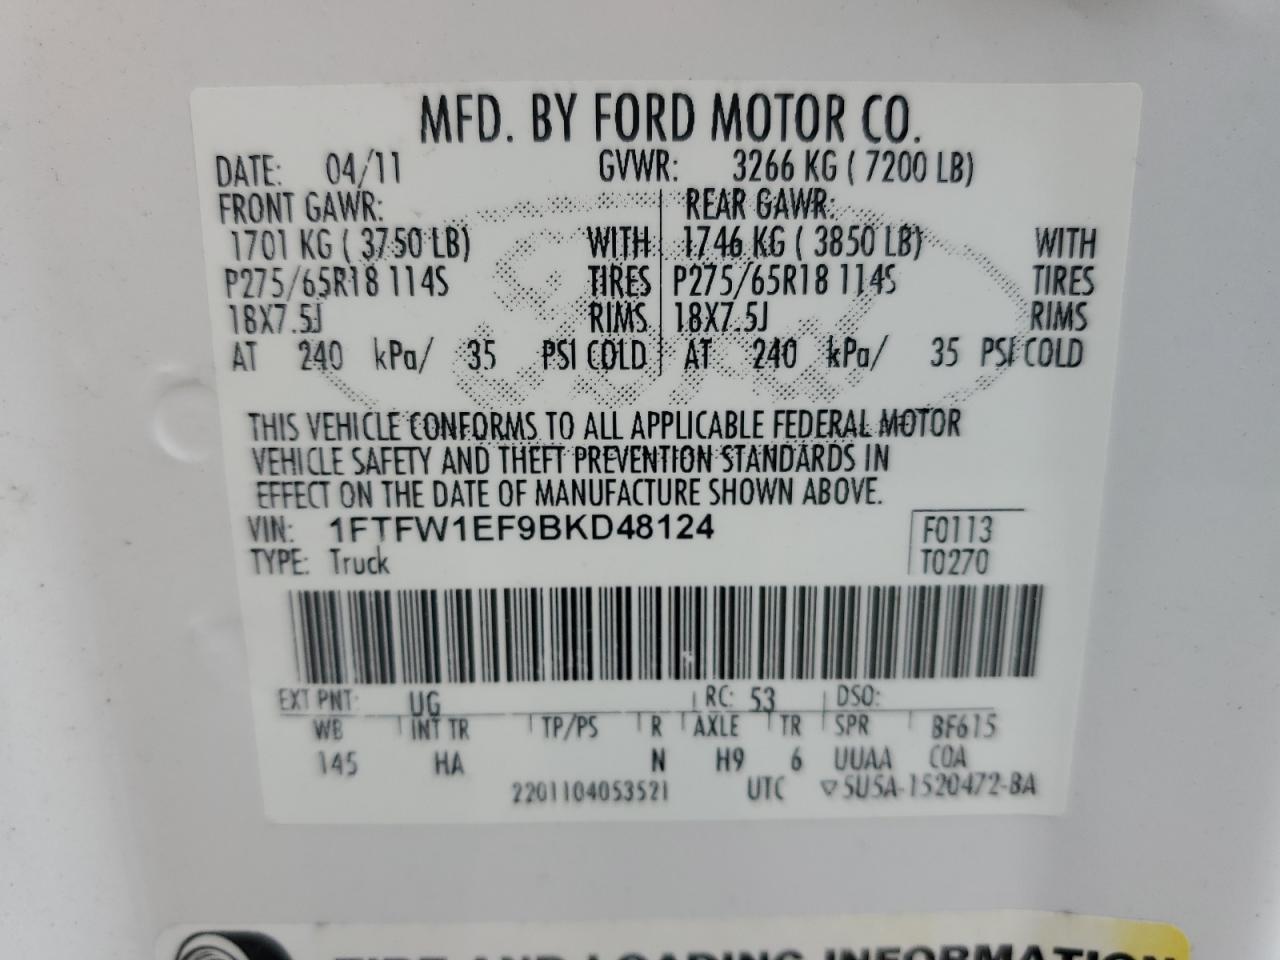 MFD. BY FORD MOTOR CO.
DATE: 04/11 GVWR: 3266 KG ( 7200 LB)
FRONT GAWR: REAR GAWR:
1701 KG ( 3750 LB) WITH 1746 KG ( 3850 LB) WITH
P275/65R18 114S TIRES P275/65R18 114S TIRES
18X7.5J RIMS 18X7.5J RIMS
AT 240 kPa/ 35 PSI COLD AT 240 kPa/ 35 PSI COLD
THIS VEHICLE CONFORMS TO ALL APPLICABLE FEDERAL MOTOR
VEHICLE SAFETY AND THEFT PREVENTION STANDARDS IN
EFFECT ON THE DATE OF MANUFACTURE SHOWN ABOVE.
VIN: 1FTFW1EF9BKD48124 F0113
TYPE: Truck T0270
EXT PNT: UG RC: 53 DSO:
WB INT TR TP/PS R AXLE TR SPR BF615
145 HA N H9 6 UUAA COA
2201104053521 UTC ▽5U5A-1520472-BA
TIRE AND LOADING INFORMATION